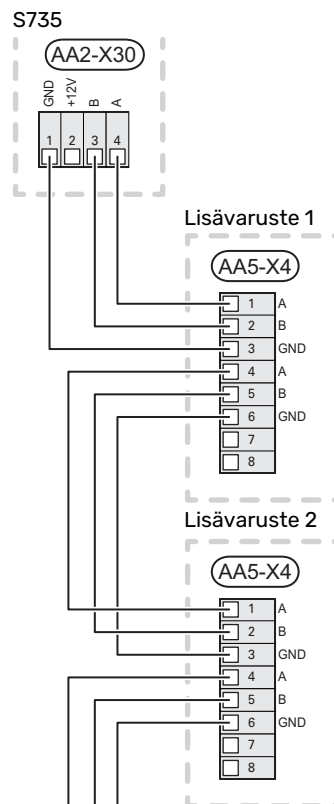 S735
AA2-X30
GND +12V B A
1 2 3 4
Lisävaruste 1
AA5-X4
1 A
2 B
3 GND
4 A
5 B
6 GND
7
8
Lisävaruste 2
AA5-X4
1 A
2 B
3 GND
4 A
5 B
6 GND
7
8